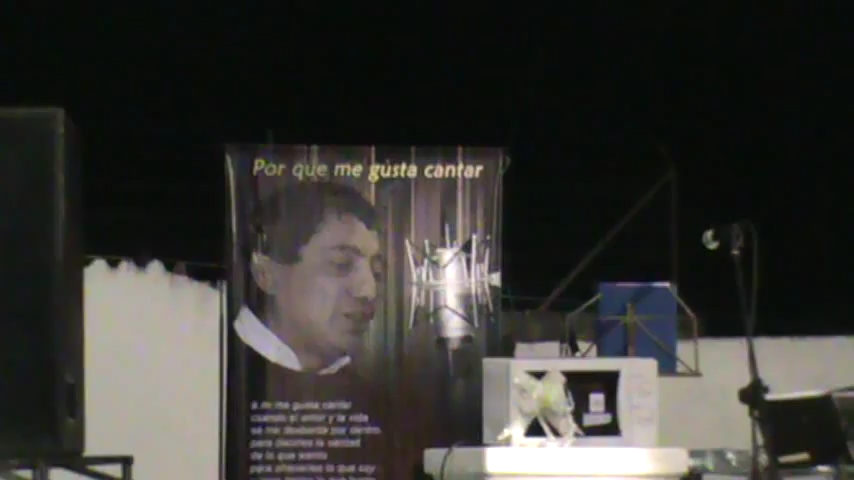 Por que me gusta cantar
a mi me gusta cantar
cuando el amor y la vida
se me desborda por dentro
para decirles la verdad
de lo que siento
para ofrecerles lo que soy